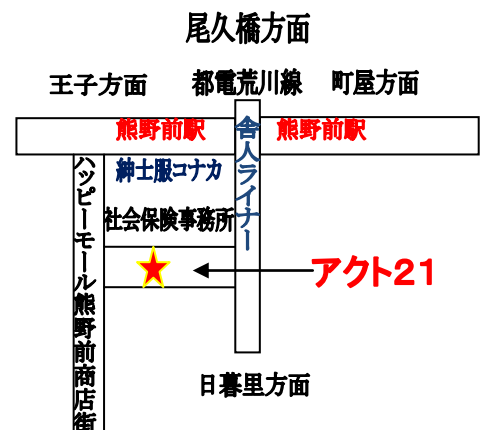 尾久橋方面
王子方面
都電荒川線
町屋方面
熊野前駅
熊野前駅
舎人ライナー
ハッピーモール熊野前商店街
紳士服コナカ
社会保険事務所
アクト21
日暮里方面